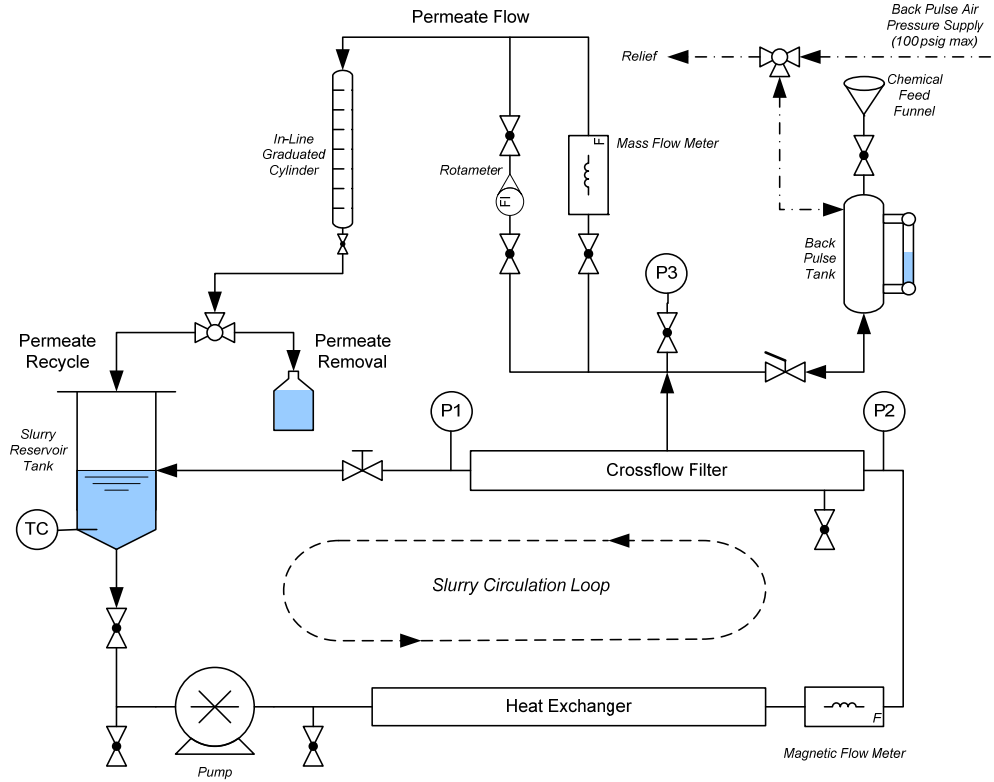 Permeate Flow
Back Pulse Air
Pressure Supply
(100 psig max)
Relief
Chemical
Feed
Funnel
In-Line
Graduated
Cylinder
Rotameter
FI
F
Mass Flow Meter
Back
Pulse
Tank
P3
Permeate
Recycle
Permeate
Removal
P1
P2
Slurry
Reservoir
Tank
Crossflow Filter
TC
Slurry Circulation Loop
Heat Exchanger
F
Magnetic Flow Meter
Pump